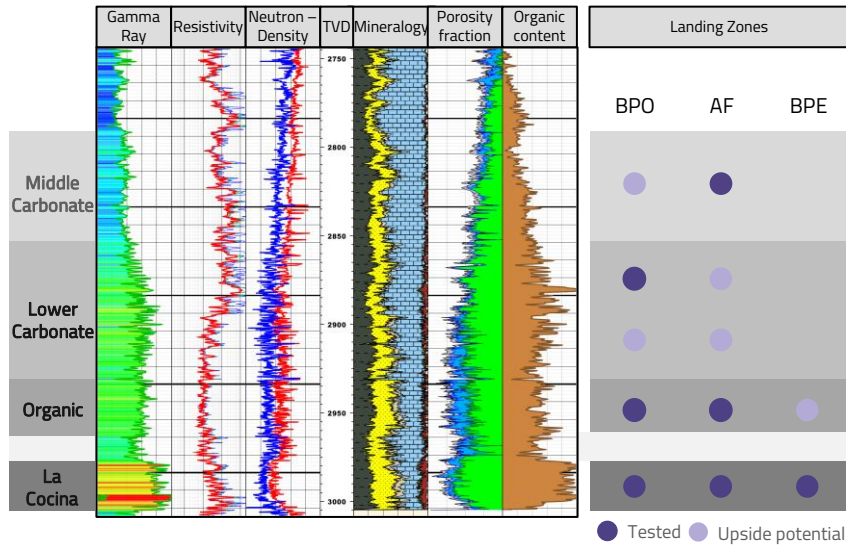 Gamma
Ray
Resistivity
Neutron –
Density
TVD
Mineralogy
Porosity
fraction
Organic
content
Landing Zones
BPO
AF
BPE
2750
2800
2850
2900
2950
3000
Middle
Carbonate
Lower
Carbonate
Organic
La
Cocina
Tested
Upside potential